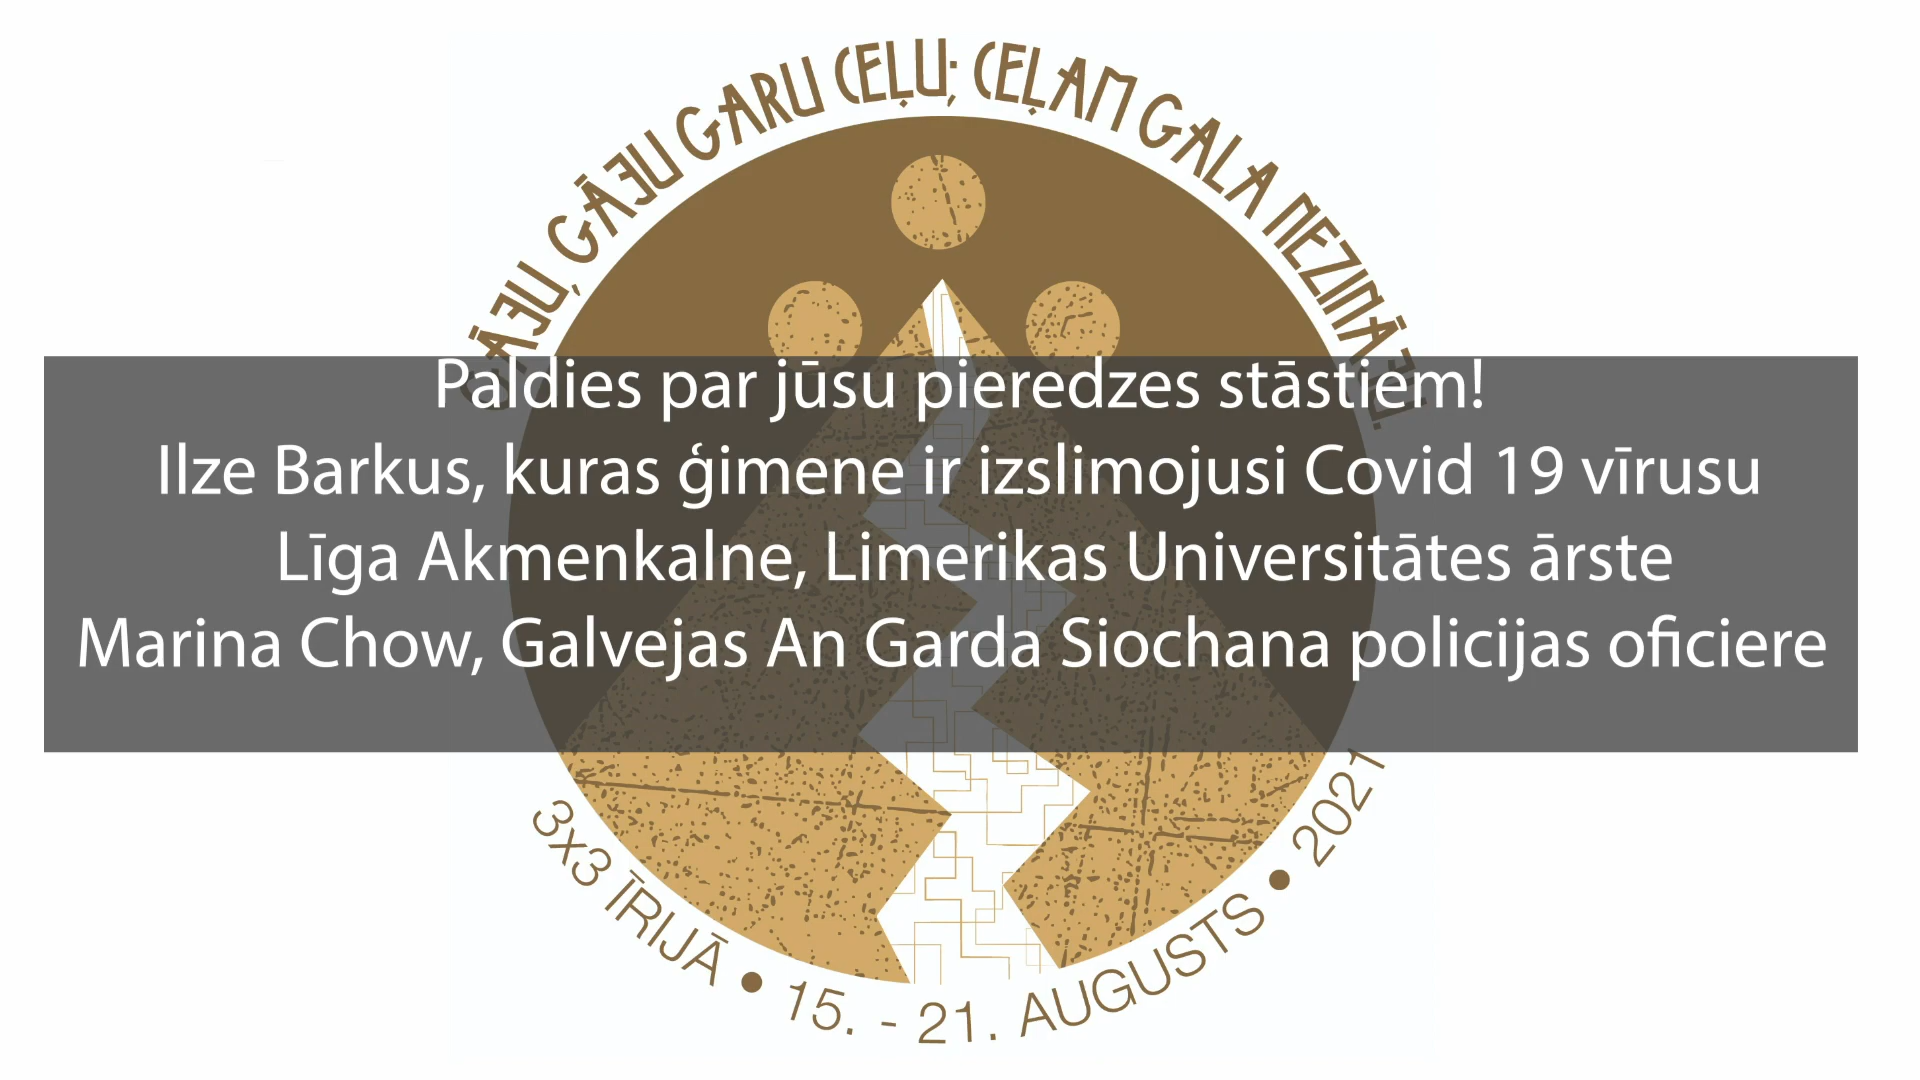 GĀJU, GĀJU GARU CEĻU; CEĻAM GALA NEZINĀJ'.
Paldies par jūsu pieredzes stāstiem!
Ilze Barkus, kuras ģimene ir izslimojusi Covid 19 vīrusu
Līga Akmenkalne, Limerikas Universitātes ārste
Marina Chow, Galvejas An Garda Siochana policijas oficiere
3x3 ĪRIJĀ • 15. - 21. AUGUSTS • 2021